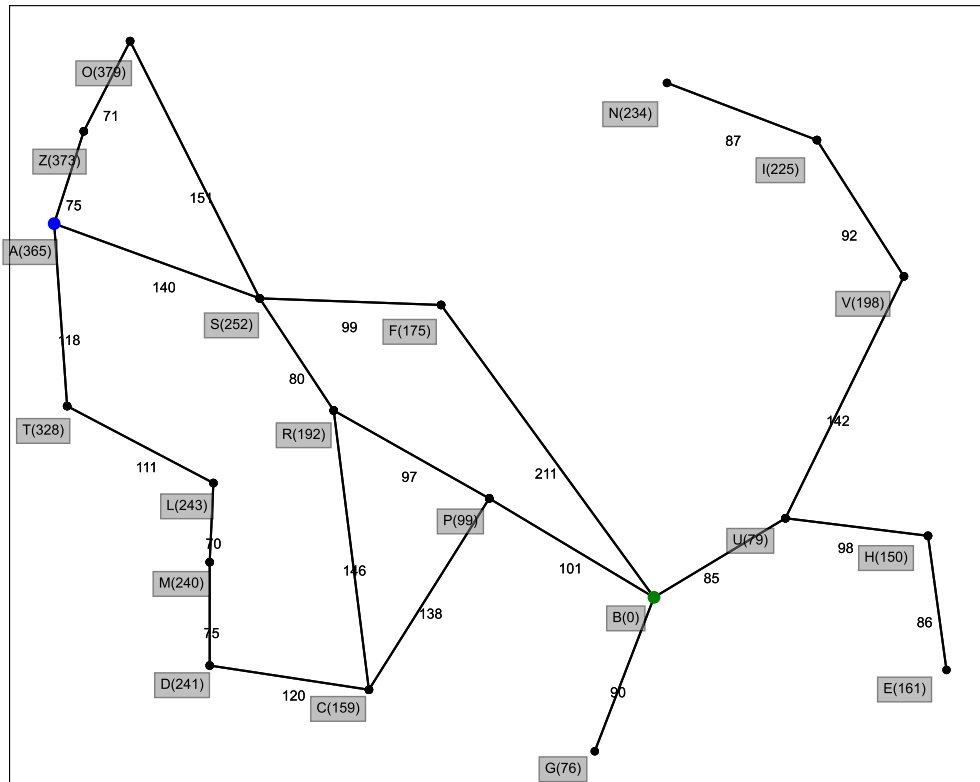 O(379)
N(234)
71
87
Z(373)
I(225)
151
75
92
A(365)
140
V(198)
S(252)
99
F(175)
118
80
142
T(328)
R(192)
111
97
211
L(243)
P(99)
U(79)
70
98
H(150)
146
101
85
M(240)
138
B(0)
86
75
D(241)
120
90
E(161)
C(159)
G(76)